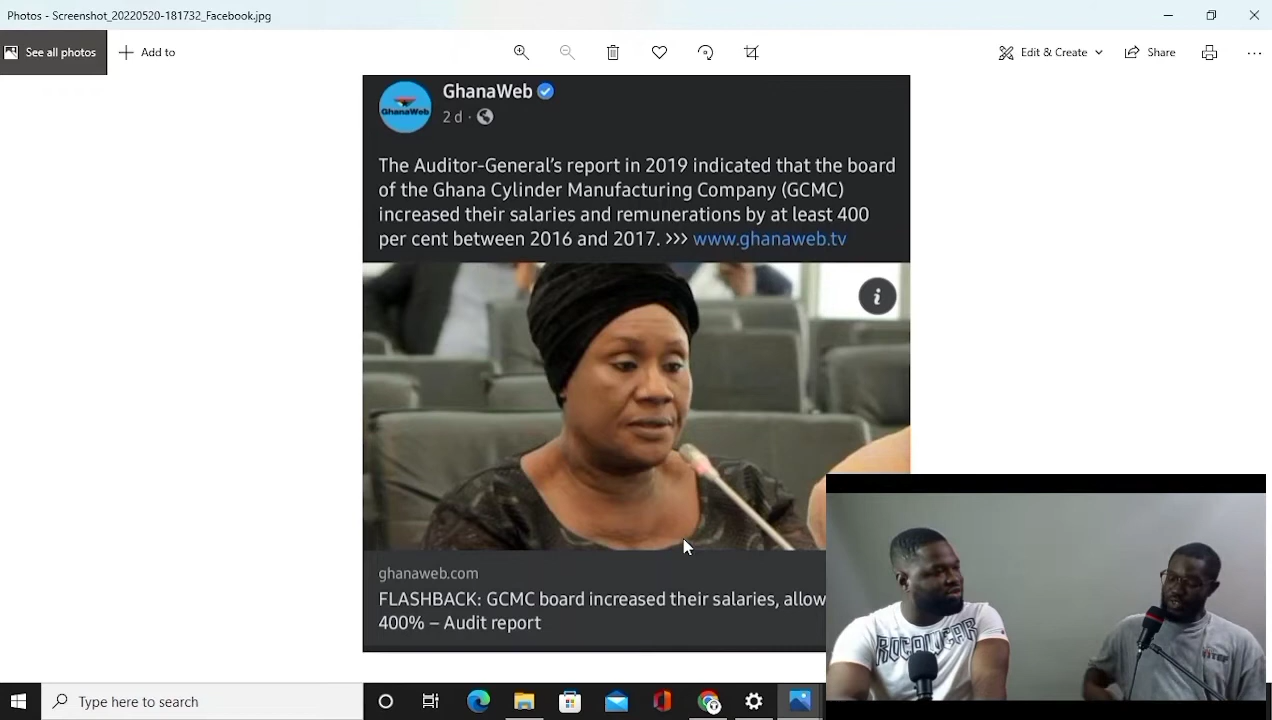 Photos - Screenshot_20220520-181732_Facebook.jpg
See all photos
Add to
Edit & Create
Share
GhanaWeb
GhanaWeb
2 d ·
The Auditor-General's report in 2019 indicated that the board
of the Ghana Cylinder Manufacturing Company (GCMC)
increased their salaries and remunerations by at least 400
per cent between 2016 and 2017. >>> www.ghanaweb.tv
i
ghanaweb.com
FLASHBACK: GCMC board increased their salaries, allow
400% – Audit report
ROCAWEAR
Type here to search